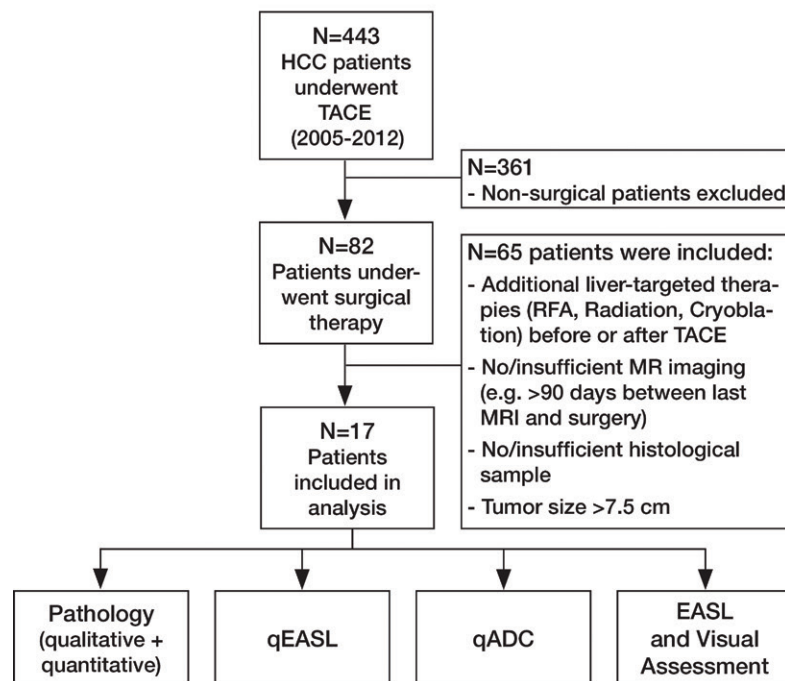 N=443
HCC patients
underwent
TACE
(2005-2012)
N=361
- Non-surgical patients excluded
N=82
Patients under-
went surgical
therapy
N=65 patients were included:
- Additional liver-targeted thera-
pies (RFA, Radiation, Cryobla-
tion) before or after TACE
- No/insufficient MR imaging
(e.g. >90 days between last
MRI and surgery)
- No/insufficient histological
sample
- Tumor size >7.5 cm
N=17
Patients
included in
analysis
Pathology
(qualitative +
quantitative)
qEASL
qADC
EASL
and Visual
Assessment